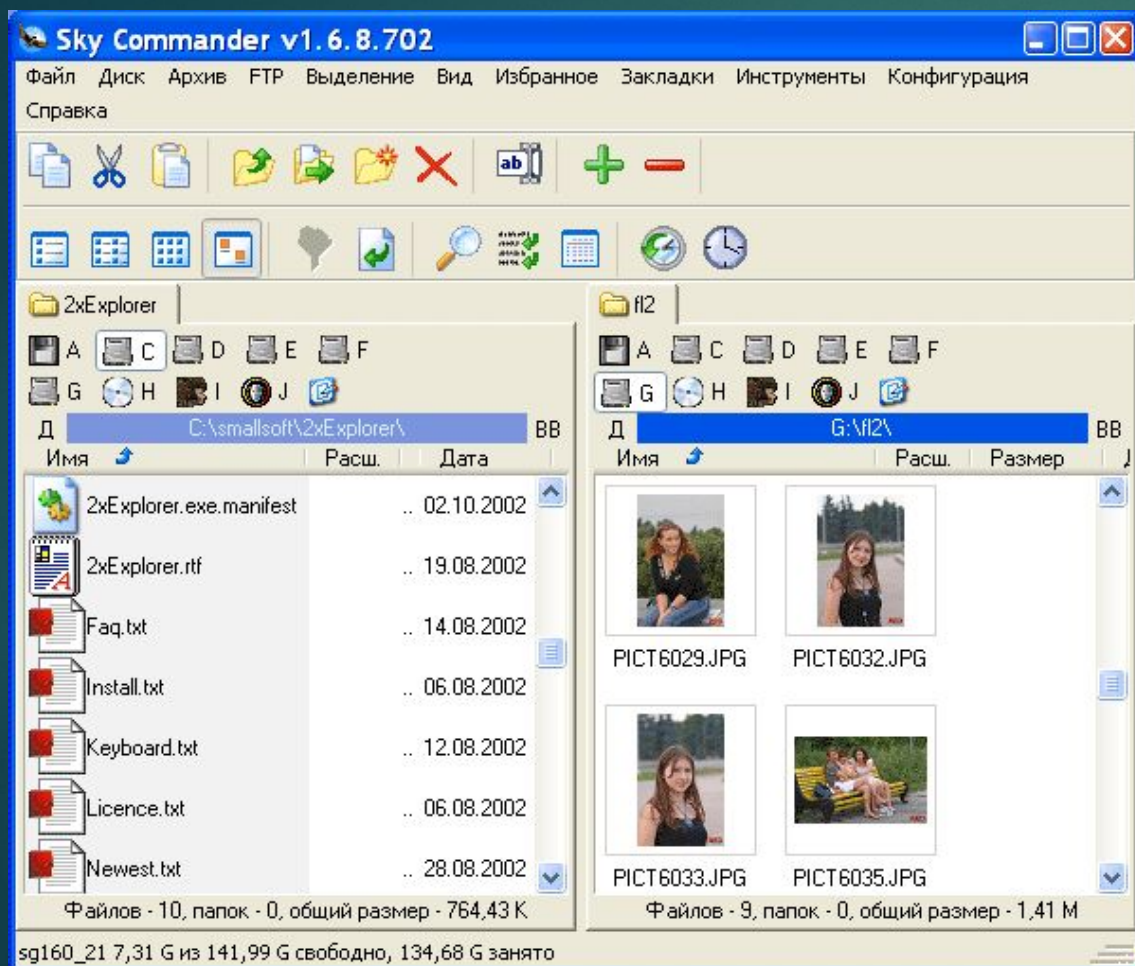 Sky Commander v1.6.8.702
Файл Диск Архив FTP Выделение Вид Избранное Закладки Инструменты Конфигурация
Справка
ab
2xExplorer
A C D E F
G H I J
Д C:\smallsoft\2xExplorer\ ВВ
Имя Расш. Дата
2xExplorer.exe.manifest .. 02.10.2002
2xExplorer.rtf .. 19.08.2002
Faq.txt .. 14.08.2002
Install.txt .. 06.08.2002
Keyboard.txt .. 12.08.2002
Licence.txt .. 06.08.2002
Newest.txt .. 28.08.2002
Файлов - 10, папок - 0, общий размер - 764,43 K
fl2
A C D E F
G H I J
Д G:\fl2\ ВВ
Имя Расш. Размер
PICT6029.JPG PICT6032.JPG
PICT6033.JPG PICT6035.JPG
Файлов - 9, папок - 0, общий размер - 1,41 M
sg160_21 7,31 G из 141,99 G свободно, 134,68 G занято